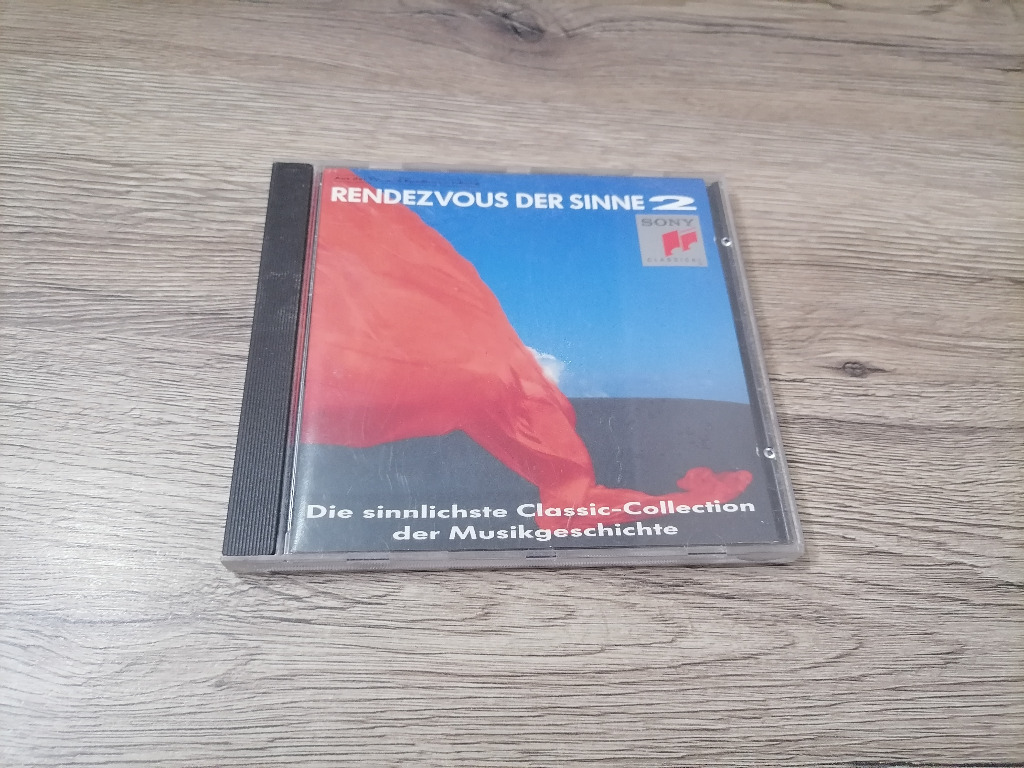 RENDEZVOUS DER SINNE 2
SONY
CLASSICAL
Die sinnlichste Classic-Collection
der Musikgeschichte